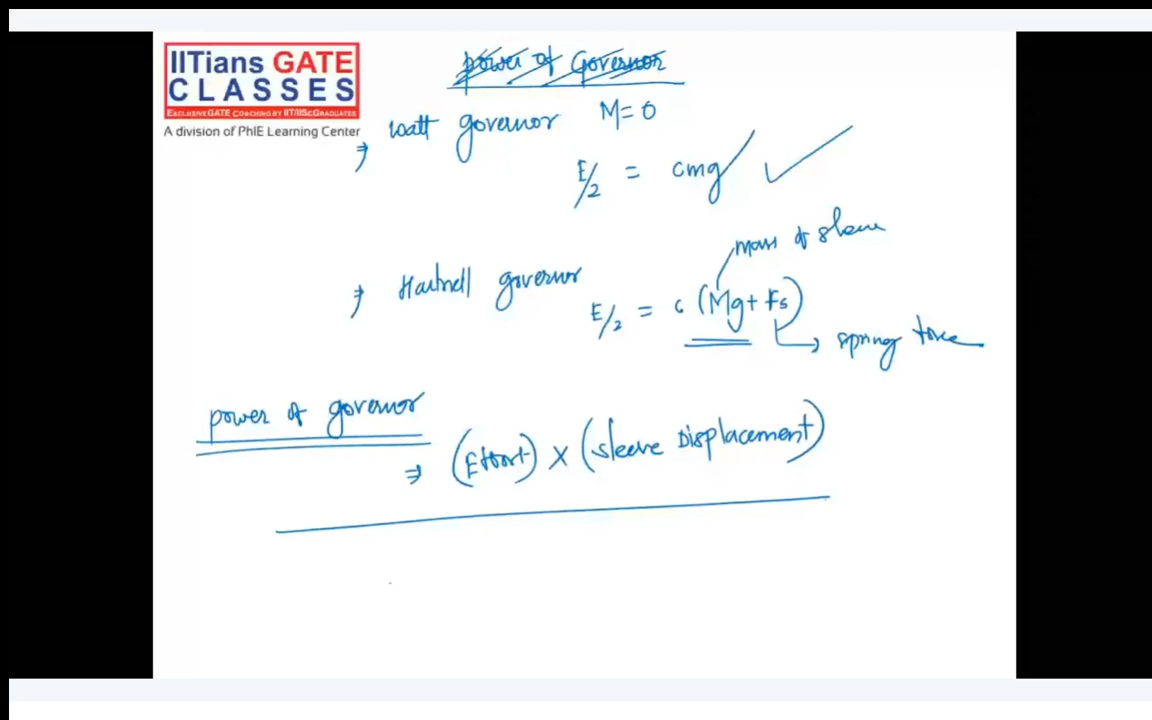 IITians GATE
CLASSES
EXCLUSIVE GATE COACHING BY IIT/IISc GRADUATES
A division of PhIE Learning Center
power of Governor
⇒ Watt governor M=0
E/2 = cmg
mass of sleeve
⇒ Hartnell governor
E/2 = c (Mg+Fs)
spring force
power of governor
⇒ (Effort) × (sleeve Displacement)